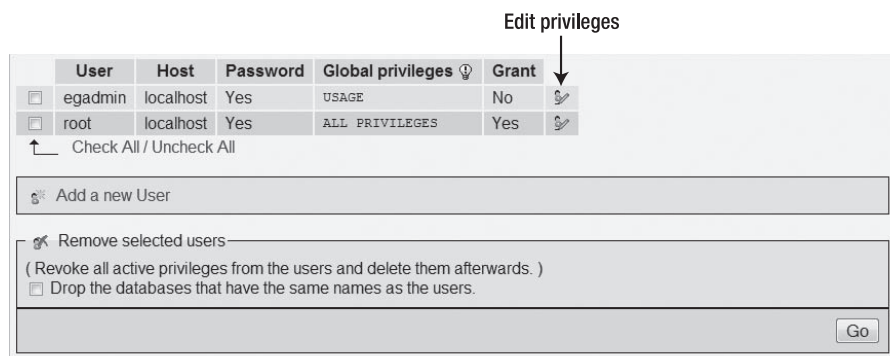 Edit privileges
User Host Password Global privileges Grant
egadmin localhost Yes USAGE No
root localhost Yes ALL PRIVILEGES Yes
Check All / Uncheck All
Add a new User
Remove selected users
( Revoke all active privileges from the users and delete them afterwards. )
Drop the databases that have the same names as the users.
Go